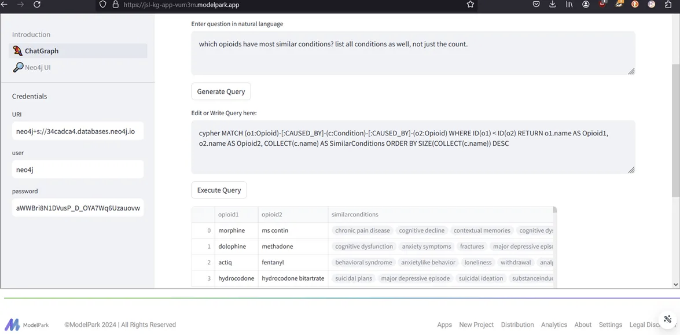 https://jsl-kg-app-vum3rs.modelpark.app
Introduction
ChatGraph
Neo4j UI
Credentials
URI
neo4j+s://34cadca4.databases.neo4j.io
user
neo4j
password
Enter question in natural language
which opioids have most similar conditions? list all conditions as well, not just the count.
Generate Query
Edit or Write Query here:
cypher MATCH (o1:Opioid)-[:CAUSED_BY]-(c:Condition)-[:CAUSED_BY]-(o2:Opioid) WHERE ID(o1) < ID(o2) RETURN o1.name AS Opioid1,
o2.name AS Opioid2, COLLECT(c.name) AS SimilarConditions ORDER BY SIZE(COLLECT(c.name)) DESC
Execute Query
opioid1 opioid2 similarconditions
0 morphine ms contin chronic pain disease cognitive decline contextual memories cognitive dys
1 dolophine methadone cognitive dysfunction anxiety symptoms fractures major depressive epis
2 actiq fentanyl behavioral syndrome anxietylike behavior loneliness withdrawal analg
3 hydrocodone hydrocodone bitartrate suicidal plans major depressive episode suicidal ideation substanceinduc
ModelPark ©ModelPark 2024 | All Rights Reserved Apps New Project Distribution Analytics About Settings Legal Disc